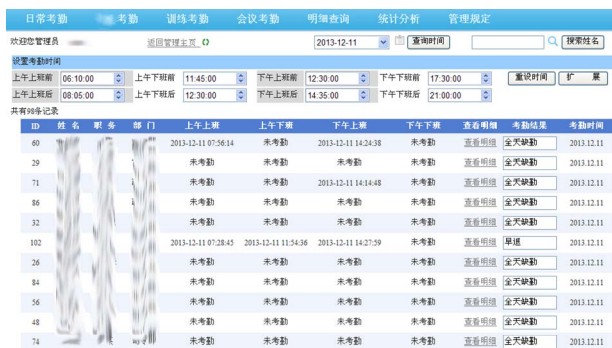 日常考勤 考勤 训练考勤 会议考勤 明细查询 统计分析 管理规定
欢迎您管理员 返回管理主页 2013-12-11 查询时间 搜索姓名
设置考勤时间
上午上班前 06:10:00 上午下班前 11:45:00 下午上班前 12:30:00 下午下班前 17:30:00 重设时间 扩 展
上午上班后 08:05:00 上午下班后 12:30:00 下午上班后 14:35:00 下午下班后 21:00:00
共有98条记录
ID 姓 名 职 务 部 门 上午上班 上午下班 下午上班 下午下班 查看明细 考勤结果 考勤时间
60 2013-12-11 07:56:14 未考勤 2013-12-11 14:24:38 未考勤 查看明细 全天缺勤 2013.12.11
29 未考勤 未考勤 未考勤 未考勤 查看明细 全天缺勤 2013.12.11
71 未考勤 未考勤 2013-12-11 14:14:48 未考勤 查看明细 全天缺勤 2013.12.11
86 未考勤 未考勤 未考勤 未考勤 查看明细 全天缺勤 2013.12.11
32 未考勤 未考勤 未考勤 未考勤 查看明细 全天缺勤 2013.12.11
102 2013-12-11 07:28:45 2013-12-11 11:54:36 2013-12-11 14:27:59 未考勤 查看明细 早退 2013.12.11
26 未考勤 未考勤 未考勤 未考勤 查看明细 全天缺勤 2013.12.11
84 未考勤 未考勤 未考勤 未考勤 查看明细 全天缺勤 2013.12.11
56 未考勤 未考勤 未考勤 未考勤 查看明细 全天缺勤 2013.12.11
48 未考勤 未考勤 未考勤 未考勤 查看明细 全天缺勤 2013.12.11
74 未考勤 未考勤 未考勤 未考勤 查看明细 全天缺勤 2013.12.11